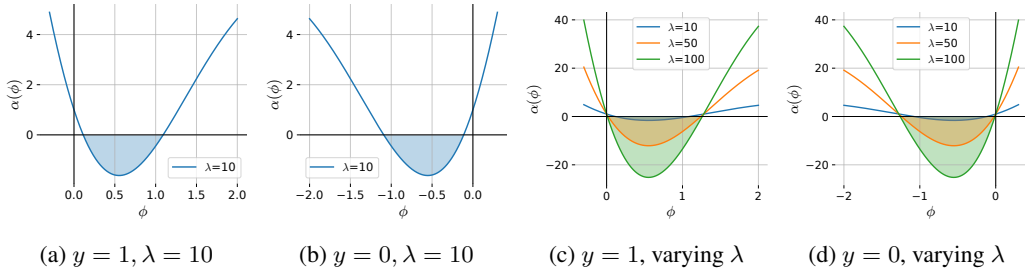 4
2
0
α(ϕ)
λ=10
0.0
0.5
1.0
1.5
2.0
ϕ
(a) y = 1, λ = 10
4
2
0
α(ϕ)
λ=10
−2.0
−1.5
−1.0
−0.5
0.0
ϕ
(b) y = 0, λ = 10
40
20
0
−20
α(ϕ)
λ=10
λ=50
λ=100
0
1
2
ϕ
(c) y = 1, varying λ
40
20
0
−20
α(ϕ)
λ=10
λ=50
λ=100
−2
−1
0
ϕ
(d) y = 0, varying λ